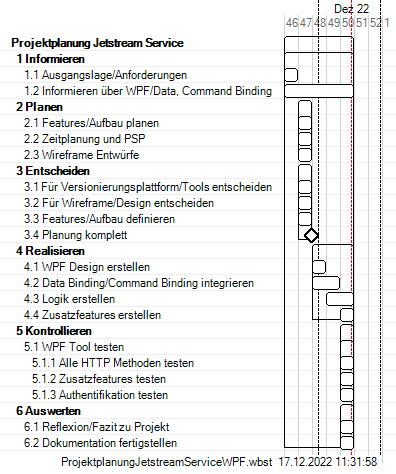 Dez 22
46 47 48 49 50 51 52 1
Projektplanung Jetstream Service
1 Informieren
1.1 Ausgangslage/Anforderungen
1.2 Informieren über WPF/Data, Command Binding
2 Planen
2.1 Features/Aufbau planen
2.2 Zeitplanung und PSP
2.3 Wireframe Entwürfe
3 Entscheiden
3.1 Für Versionierungsplattform/Tools entscheiden
3.2 Für Wireframe/Design entscheiden
3.3 Features/Aufbau definieren
3.4 Planung komplett
4 Realisieren
4.1 WPF Design erstellen
4.2 Data Binding/Command Binding integrieren
4.3 Logik erstellen
4.4 Zusatzfeatures erstellen
5 Kontrollieren
5.1 WPF Tool testen
5.1.1 Alle HTTP Methoden testen
5.1.2 Zusatzfeatures testen
5.1.3 Authentifikation testen
6 Auswerten
6.1 Reflexion/Fazit zu Projekt
6.2 Dokumentation fertigstellen
ProjektplanungJetstreamServiceWPF.wbst 17.12.2022 11:31:58